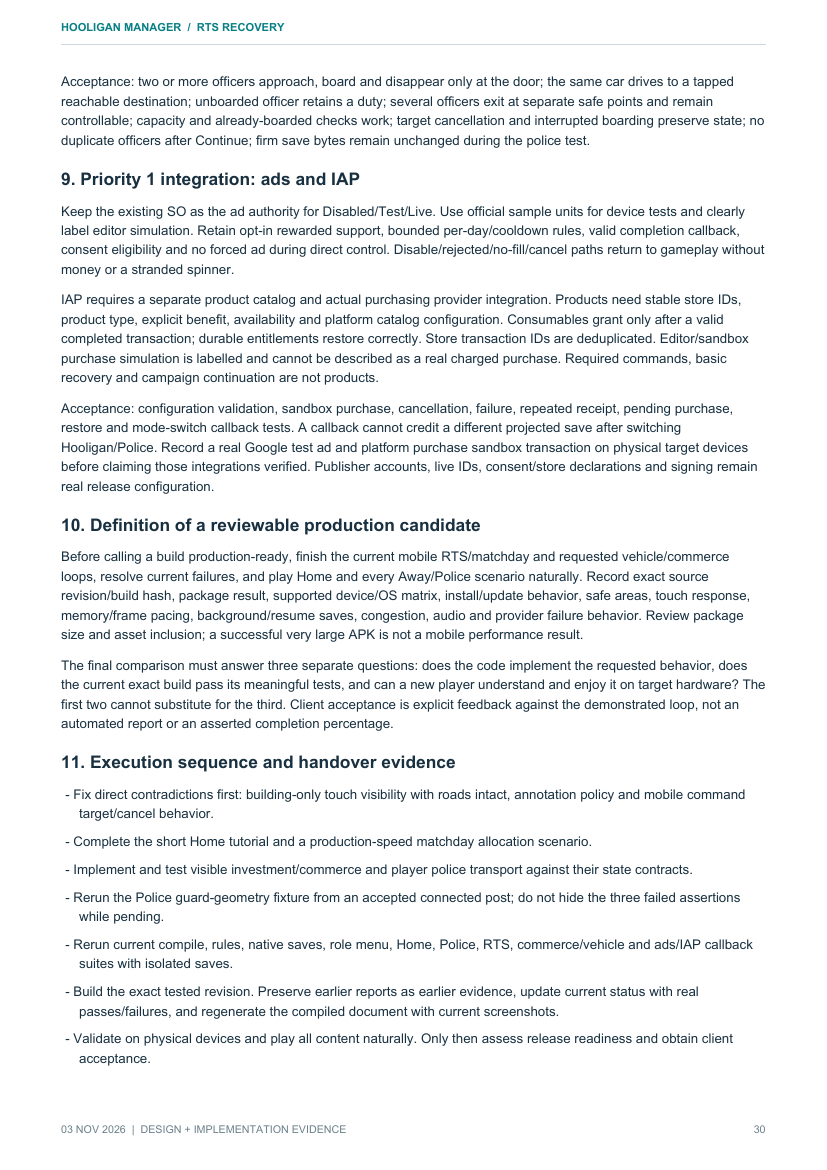 HOOLIGAN MANAGER / RTS RECOVERY
Acceptance: two or more officers approach, board and disappear only at the door; the same car drives to a tapped
reachable destination; unboarded officer retains a duty; several officers exit at separate safe points and remain
controllable; capacity and already-boarded checks work; target cancellation and interrupted boarding preserve state; no
duplicate officers after Continue; firm save bytes remain unchanged during the police test.
9. Priority 1 integration: ads and IAP
Keep the existing SO as the ad authority for Disabled/Test/Live. Use official sample units for device tests and clearly
label editor simulation. Retain opt-in rewarded support, bounded per-day/cooldown rules, valid completion callback,
consent eligibility and no forced ad during direct control. Disable/rejected/no-fill/cancel paths return to gameplay without
money or a stranded spinner.
IAP requires a separate product catalog and actual purchasing provider integration. Products need stable store IDs,
product type, explicit benefit, availability and platform catalog configuration. Consumables grant only after a valid
completed transaction; durable entitlements restore correctly. Store transaction IDs are deduplicated. Editor/sandbox
purchase simulation is labelled and cannot be described as a real charged purchase. Required commands, basic
recovery and campaign continuation are not products.
Acceptance: configuration validation, sandbox purchase, cancellation, failure, repeated receipt, pending purchase,
restore and mode-switch callback tests. A callback cannot credit a different projected save after switching
Hooligan/Police. Record a real Google test ad and platform purchase sandbox transaction on physical target devices
before claiming those integrations verified. Publisher accounts, live IDs, consent/store declarations and signing remain
real release configuration.
10. Definition of a reviewable production candidate
Before calling a build production-ready, finish the current mobile RTS/matchday and requested vehicle/commerce
loops, resolve current failures, and play Home and every Away/Police scenario naturally. Record exact source
revision/build hash, package result, supported device/OS matrix, install/update behavior, safe areas, touch response,
memory/frame pacing, background/resume saves, congestion, audio and provider failure behavior. Review package
size and asset inclusion; a successful very large APK is not a mobile performance result.
The final comparison must answer three separate questions: does the code implement the requested behavior, does
the current exact build pass its meaningful tests, and can a new player understand and enjoy it on target hardware? The
first two cannot substitute for the third. Client acceptance is explicit feedback against the demonstrated loop, not an
automated report or an asserted completion percentage.
11. Execution sequence and handover evidence
- Fix direct contradictions first: building-only touch visibility with roads intact, annotation policy and mobile command
target/cancel behavior.
- Complete the short Home tutorial and a production-speed matchday allocation scenario.
- Implement and test visible investment/commerce and player police transport against their state contracts.
- Rerun the Police guard-geometry fixture from an accepted connected post; do not hide the three failed assertions
while pending.
- Rerun current compile, rules, native saves, role menu, Home, Police, RTS, commerce/vehicle and ads/IAP callback
suites with isolated saves.
- Build the exact tested revision. Preserve earlier reports as earlier evidence, update current status with real
passes/failures, and regenerate the compiled document with current screenshots.
- Validate on physical devices and play all content naturally. Only then assess release readiness and obtain client
acceptance.
03 NOV 2026 | DESIGN + IMPLEMENTATION EVIDENCE
30